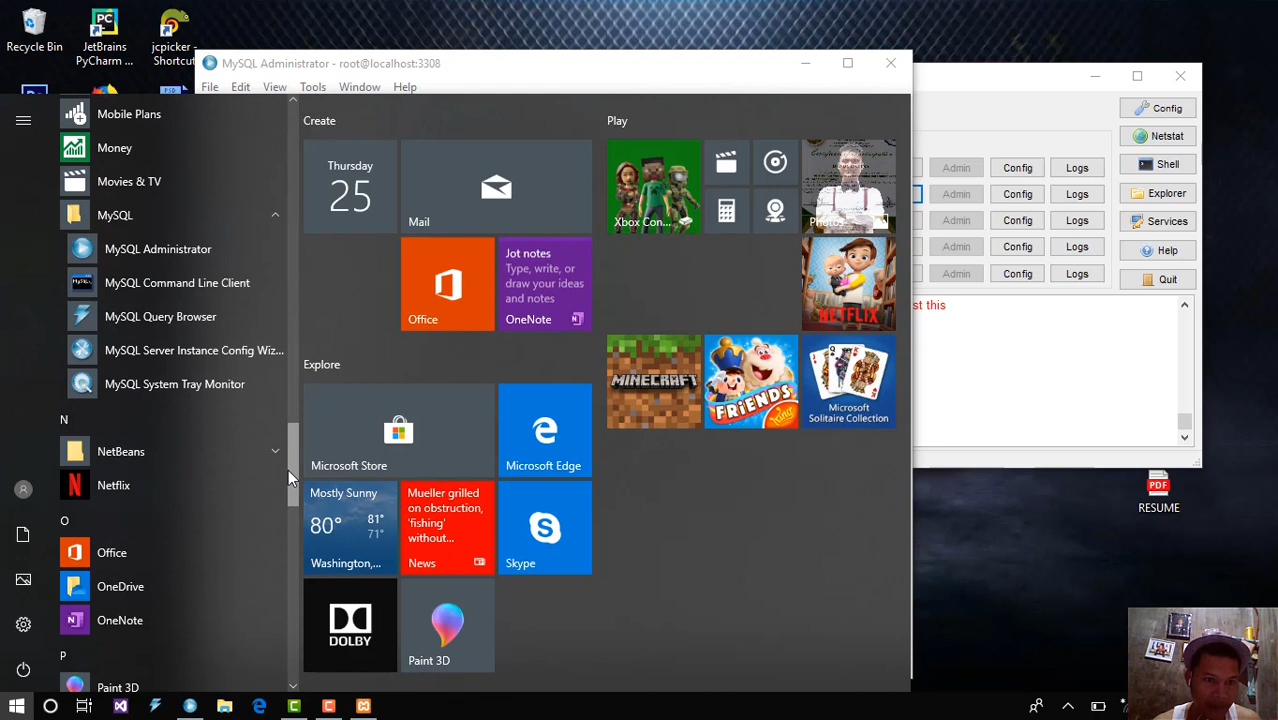 Recycle Bin
JetBrains
PyCharm ...
jcpicker -
Shortcut
MySQL Administrator - root@localhost:3308
File Edit View Tools Window Help
Mobile Plans
Money
Movies & TV
MySQL
MySQL Administrator
MySQL Command Line Client
MySQL Query Browser
MySQL Server Instance Config Wiz...
MySQL System Tray Monitor
N
NetBeans
Netflix
O
Office
OneDrive
OneNote
P
Paint 3D
Create
Thursday
25
Mail
Office
Jot notes
Type, write, or
draw your ideas
and notes
OneNote
Explore
Microsoft Store
Microsoft Edge
Mostly Sunny
80°
81°
71°
Washington,...
Mueller grilled
on obstruction,
'fishing'
without...
News
Skype
DOLBY
Paint 3D
Play
Xbox Con...
Photos
NETFLIX
MINECRAFT
FRIENDS
King
Microsoft
Solitaire Collection
Config
Netstat
Shell
Explorer
Services
Help
Quit
Admin Config Logs
Admin Config Logs
Admin Config Logs
Admin Config Logs
Admin Config Logs
st this
PDF
RESUME